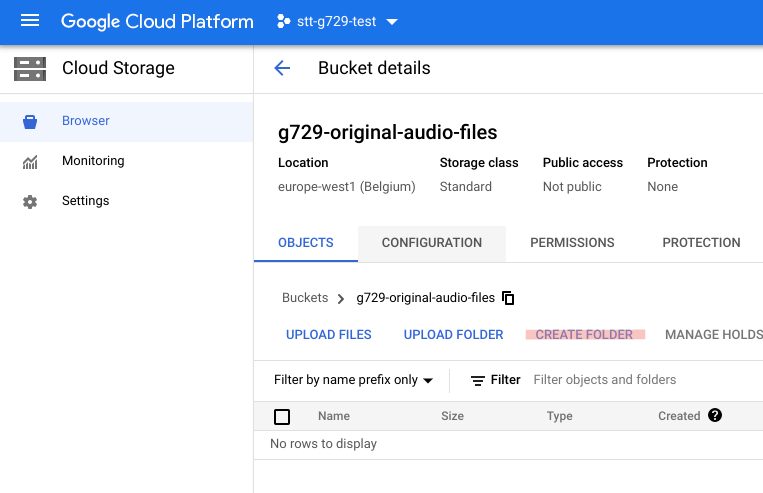 Google Cloud Platform stt-g729-test
Cloud Storage
Bucket details
Browser
Monitoring
Settings
g729-original-audio-files
Location Storage class Public access Protection
europe-west1 (Belgium) Standard Not public None
OBJECTS CONFIGURATION PERMISSIONS PROTECTION
Buckets > g729-original-audio-files
UPLOAD FILES UPLOAD FOLDER CREATE FOLDER MANAGE HOLDS
Filter by name prefix only Filter Filter objects and folders
Name Size Type Created ?
No rows to display